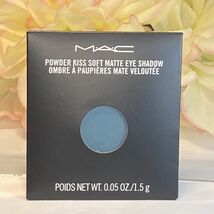 MAC
POWDER KISS SOFT MATTE EYE SHADOW
OMBRE À PAUPIÈRES MATE VELOUTÉE
POIDS NET WT. 0.05 OZ./1.5 g